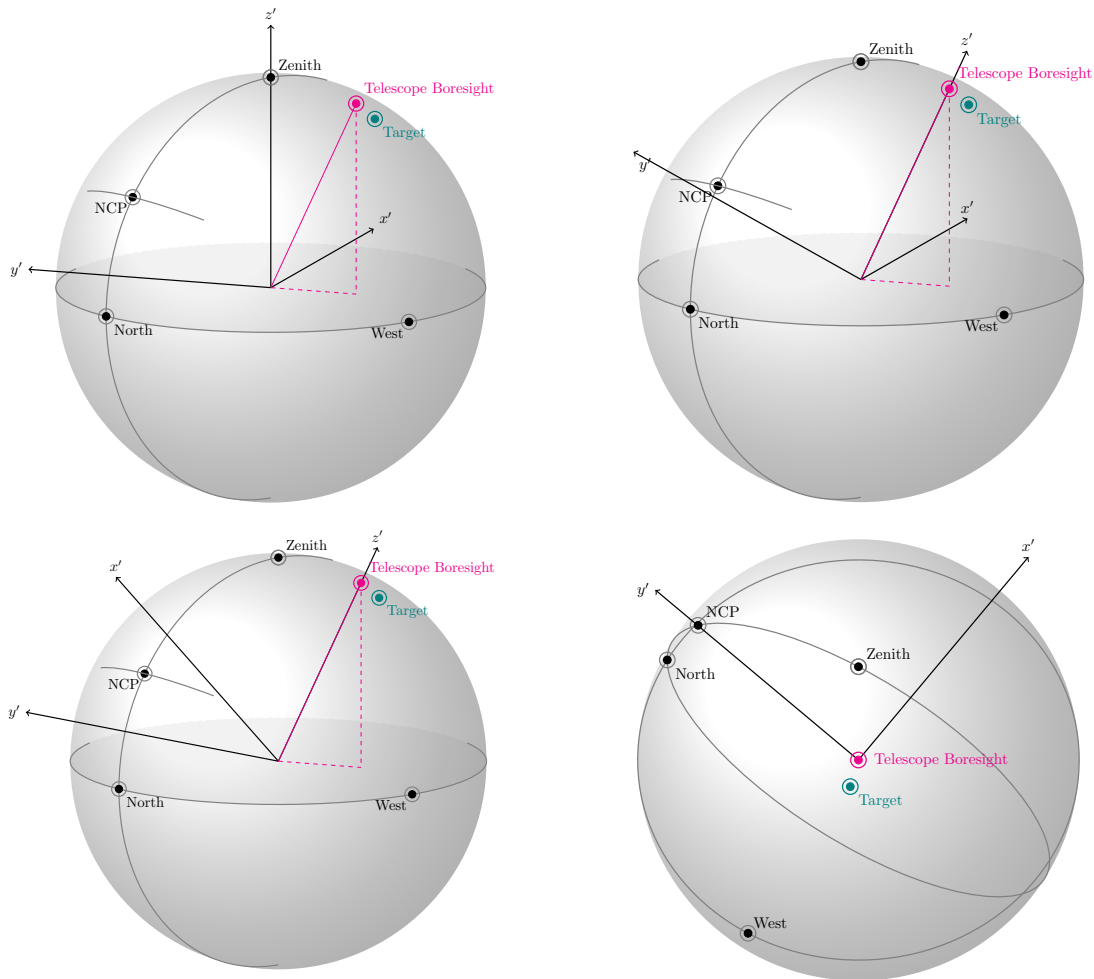 z′
Zenith
Telescope Boresight
Target
NCP
x′
y′
North
West
z′
Zenith
Telescope Boresight
Target
y′
NCP
x′
North
West
z′
Zenith
x′
Telescope Boresight
Target
NCP
y′
North
West
x′
y′
NCP
Zenith
North
Telescope Boresight
Target
West